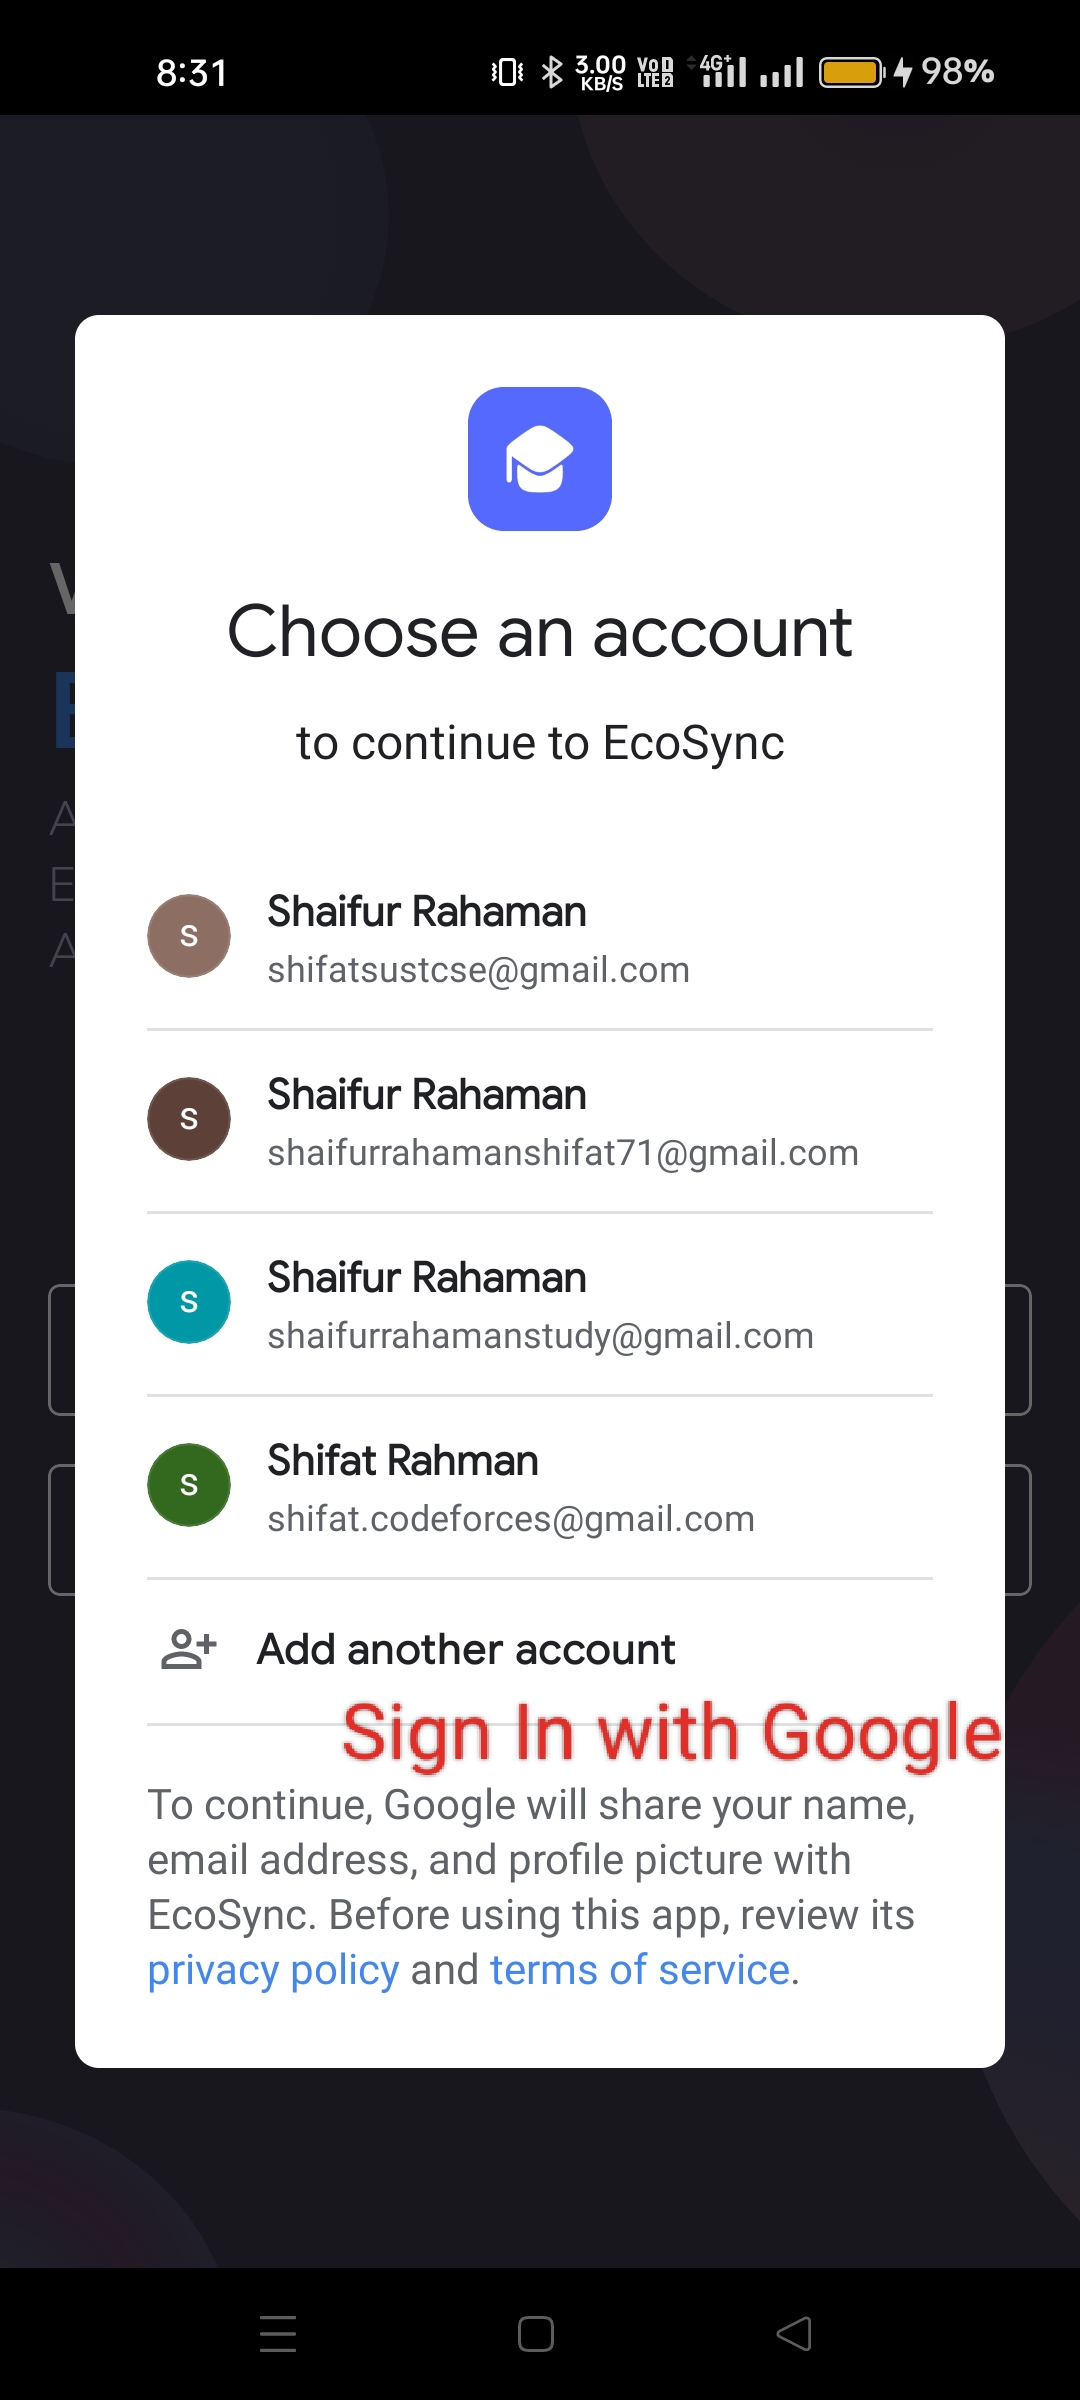 8:31
3.00 KB/S
VoLTE 1 2
4G+
98%
Choose an account
to continue to EcoSync
S
Shaifur Rahaman
shifatsustcse@gmail.com
S
Shaifur Rahaman
shaifurrahamanshifat71@gmail.com
S
Shaifur Rahaman
shaifurrahamanstudy@gmail.com
S
Shifat Rahman
shifat.codeforces@gmail.com
Add another account
Sign In with Google
To continue, Google will share your name,
email address, and profile picture with
EcoSync. Before using this app, review its
privacy policy and terms of service.